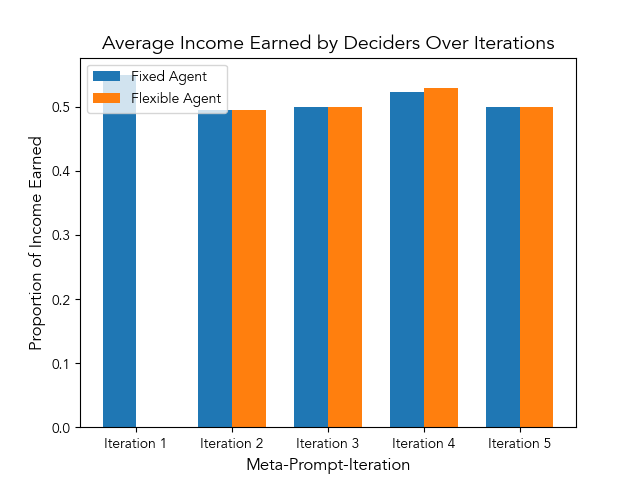 Average Income Earned by Deciders Over Iterations
Fixed Agent
Flexible Agent
Proportion of Income Earned
0.5
0.4
0.3
0.2
0.1
0.0
Iteration 1
Iteration 2
Iteration 3
Iteration 4
Iteration 5
Meta-Prompt-Iteration